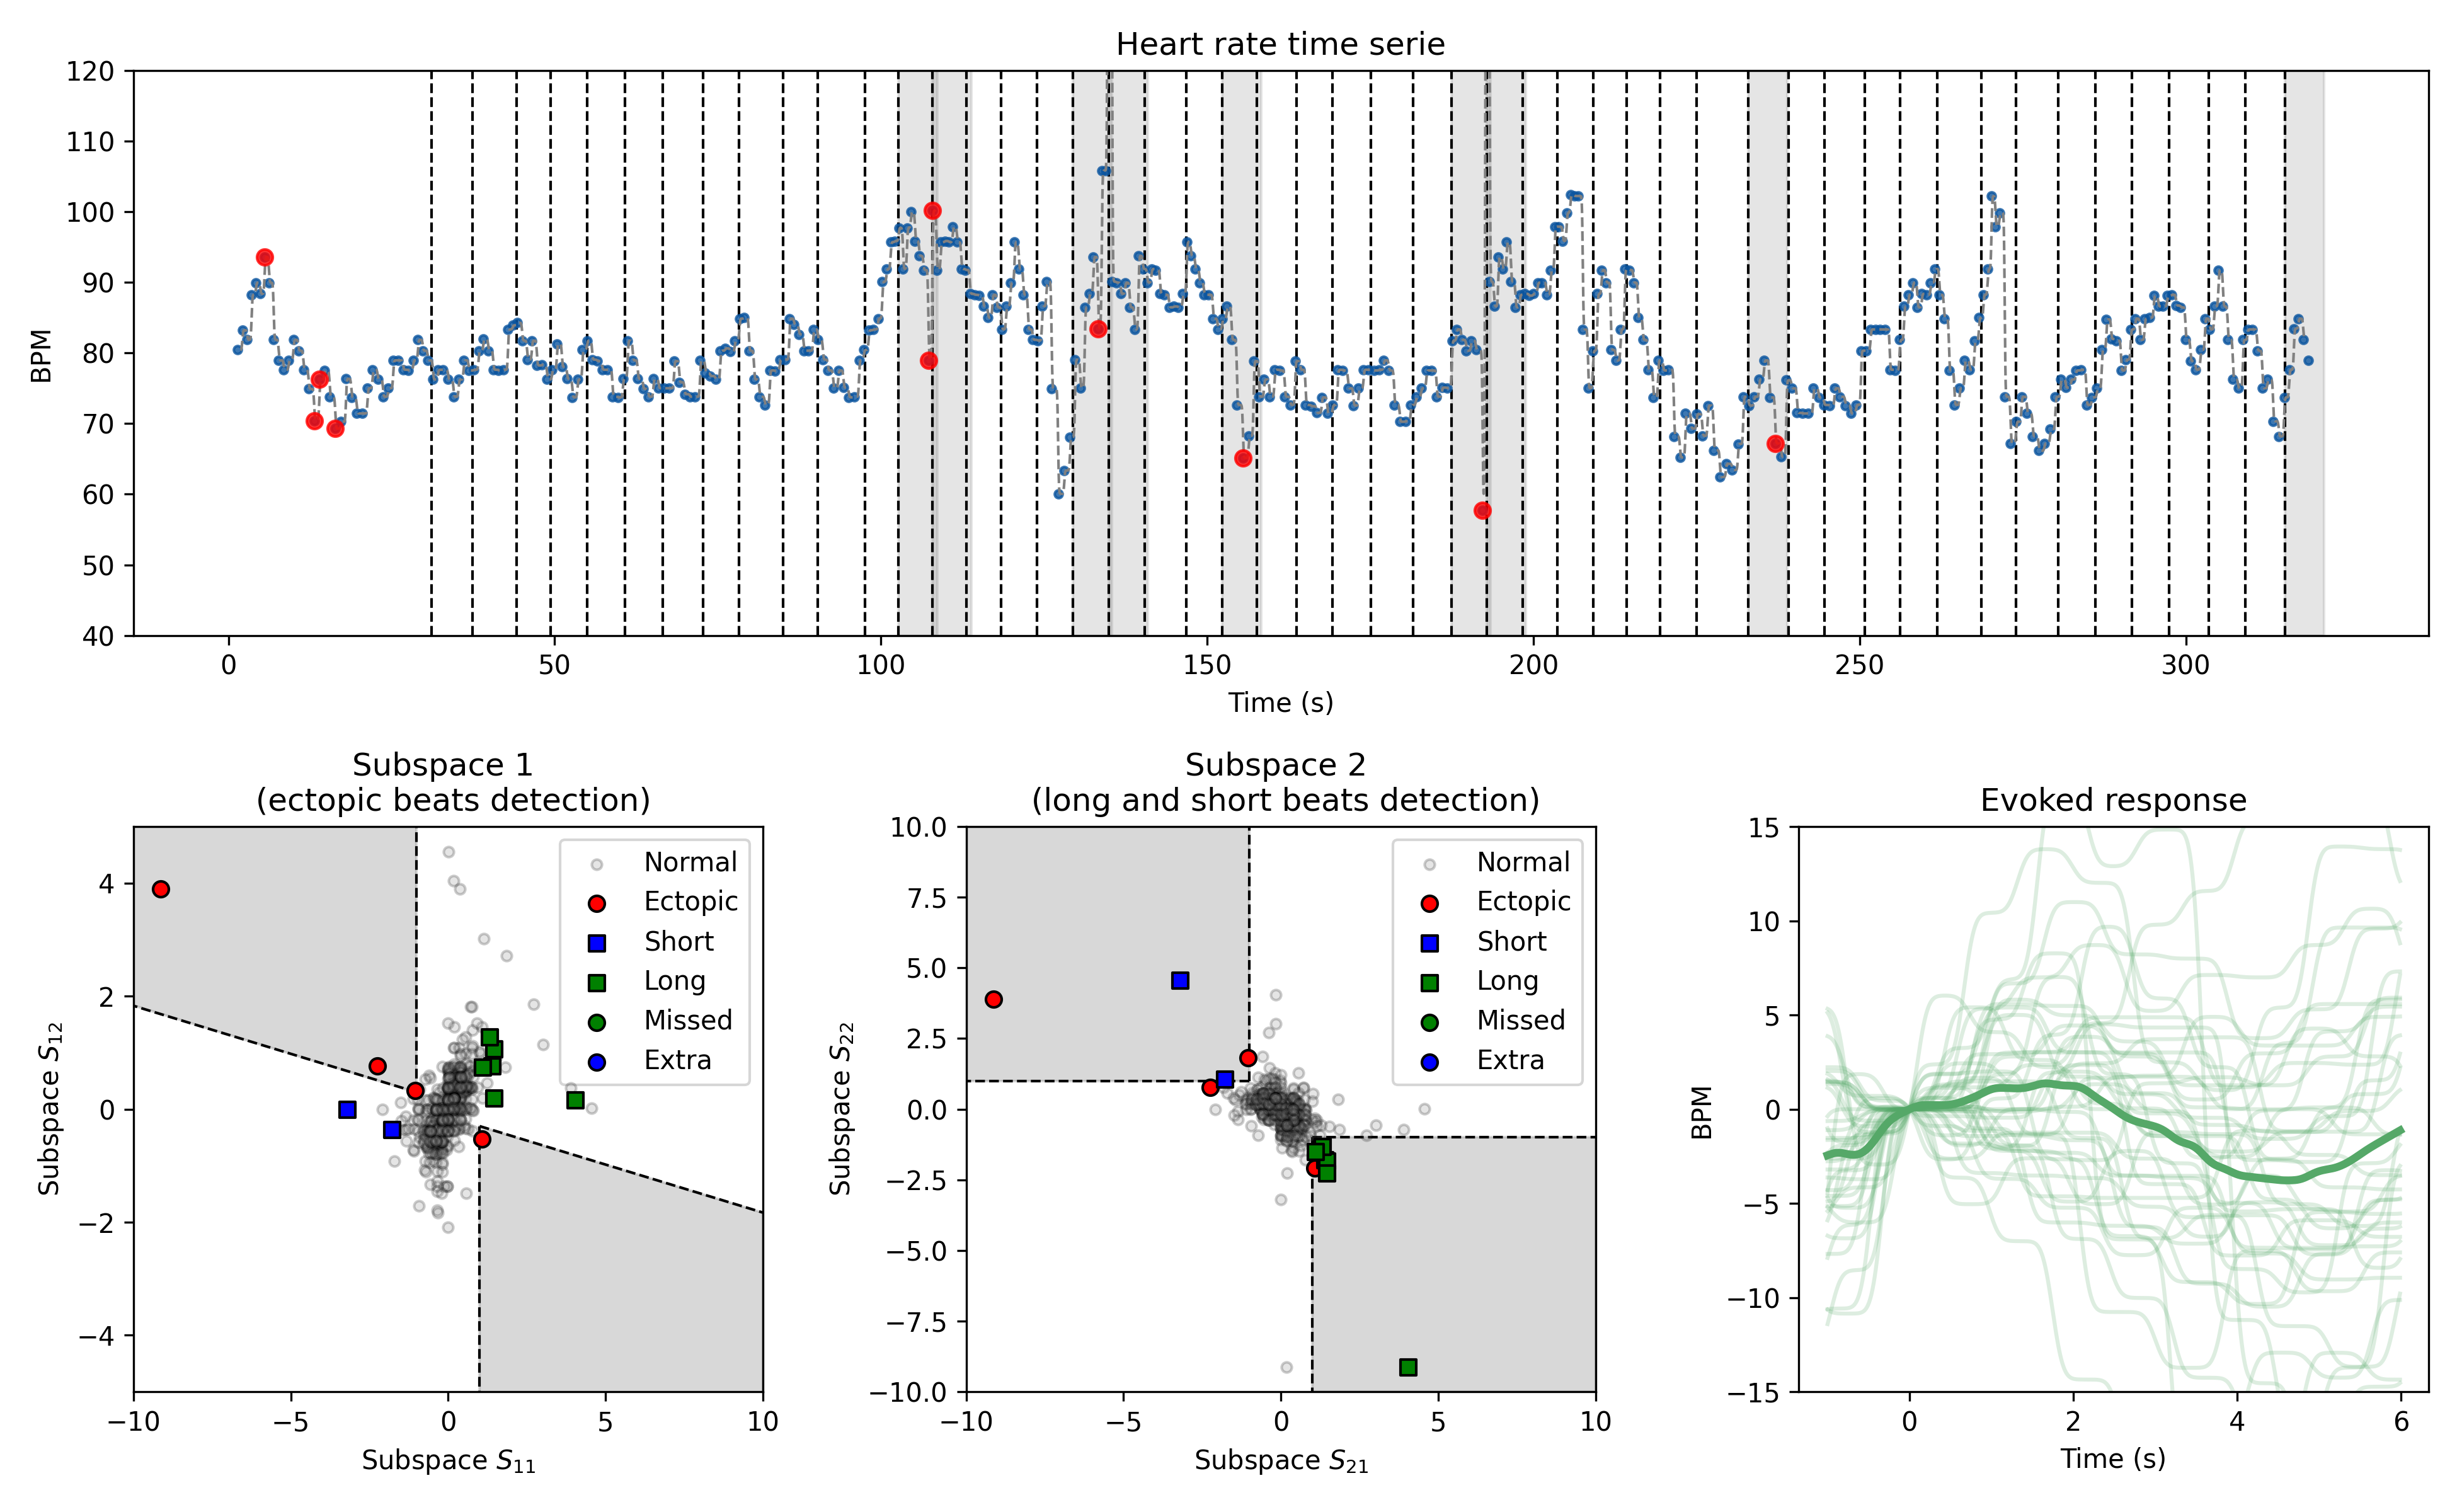 Heart rate time serie
120
110
100
90
80
70
60
50
40
BPM
0 50 100 150 200 250 300
Time (s)
Subspace 1
(ectopic beats detection)
4
2
0
−2
−4
Subspace S12
Normal
Ectopic
Short
Long
Missed
Extra
−10 −5 0 5 10
Subspace S11
Subspace 2
(long and short beats detection)
10.0
7.5
5.0
2.5
0.0
−2.5
−5.0
−7.5
−10.0
Subspace S22
Normal
Ectopic
Short
Long
Missed
Extra
−10 −5 0 5 10
Subspace S21
Evoked response
15
10
5
0
−5
−10
−15
BPM
0 2 4 6
Time (s)